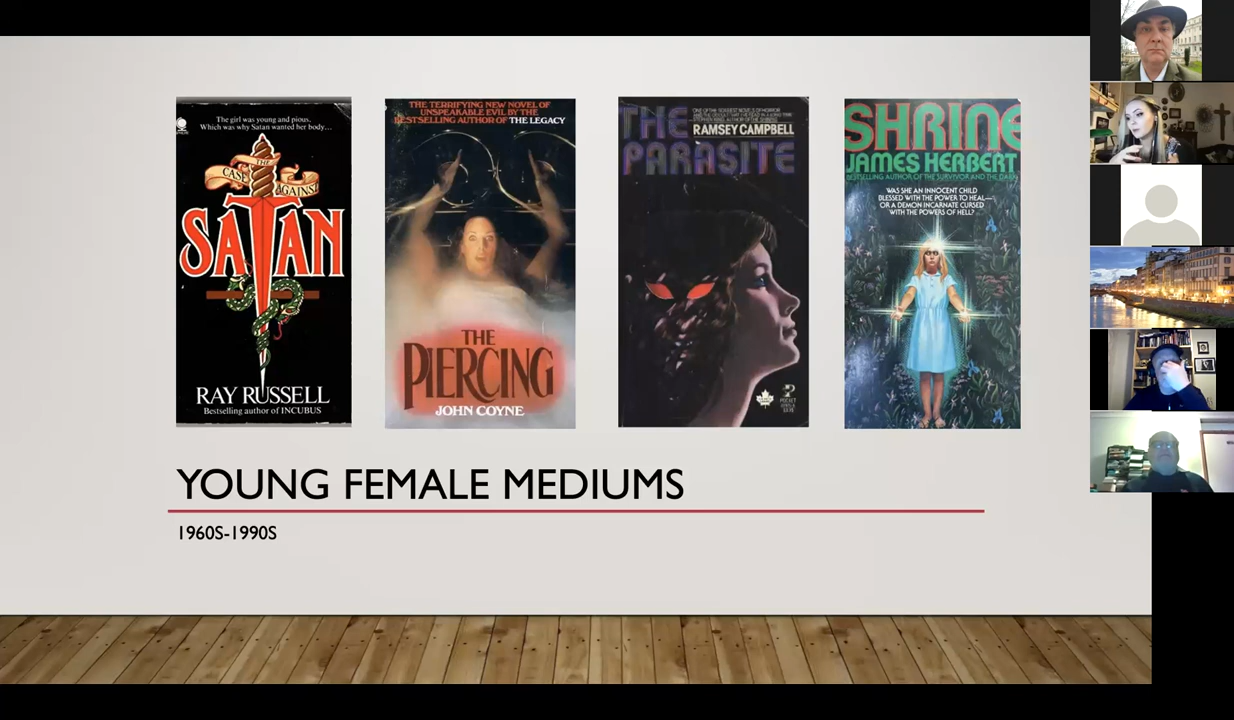 The girl was young and pious.
Which was why Satan wanted her body...
THE
CASE
AGAINST
SATAN
RAY RUSSELL
Bestselling author of INCUBUS
THE TERRIFYING NEW NOVEL OF
UNSPEAKABLE EVIL BY THE
BESTSELLING AUTHOR OF THE LEGACY
THE
PIERCING
JOHN COYNE
THE
RAMSEY CAMPBELL
PARASITE
POCKET
SHRINE
JAMES HERBERT
BESTSELLING AUTHOR OF THE SURVIVOR AND THE DARK
WAS SHE AN INNOCENT CHILD
BLESSED WITH THE POWER TO HEAL—
OR A DEMON INCARNATE CURSED
WITH THE POWERS OF HELL?
YOUNG FEMALE MEDIUMS
1960S-1990S